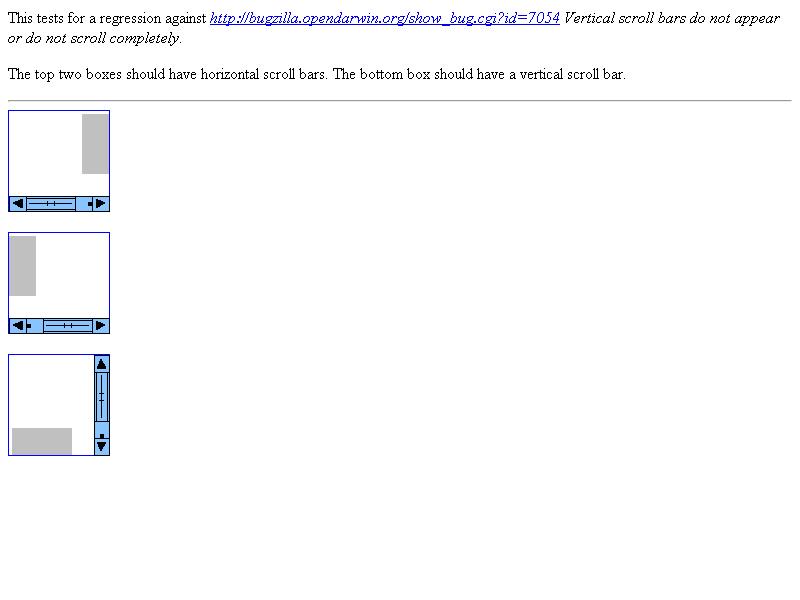 This tests for a regression against http://bugzilla.opendarwin.org/show_bug.cgi?id=7054 Vertical scroll bars do not appear
or do not scroll completely.
The top two boxes should have horizontal scroll bars. The bottom box should have a vertical scroll bar.